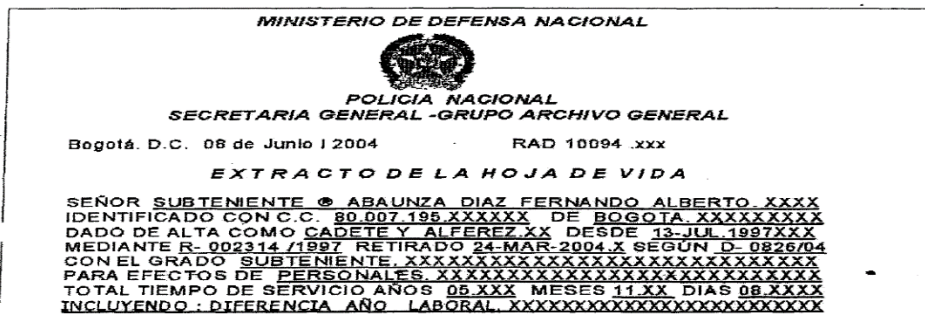 MINISTERIO DE DEFENSA NACIONAL
POLICIA NACIONAL
SECRETARIA GENERAL -GRUPO ARCHIVO GENERAL
Bogotá. D.C. 08 de Junio / 2004 RAD 10094 .xxx
EXTRACTO DE LA HOJA DE VIDA
SEÑOR SUBTENIENTE ® ABAUNZA DIAZ FERNANDO ALBERTO. XXXX
IDENTIFICADO CON C.C. 80.007.195.XXXXXX DE BOGOTA. XXXXXXXXX
DADO DE ALTA COMO CADETE Y ALFEREZ.XX DESDE 13-JUL.1997XXX
MEDIANTE R- 002314 /1997 RETIRADO 24-MAR-2004.X SEGÚN D- 0826/04
CON EL GRADO SUBTENIENTE. XXXXXXXXXXXXXXXXXXXXXXXXXXXXX
PARA EFECTOS DE PERSONALES. XXXXXXXXXXXXXXXXXXXXXXXXXXX
TOTAL TIEMPO DE SERVICIO AÑOS 05.XXX MESES 11.XX DIAS 08.XXXX
INCLUYENDO : DIFERENCIA AÑO LABORAL. XXXXXXXXXXXXXXXXXXXXXX